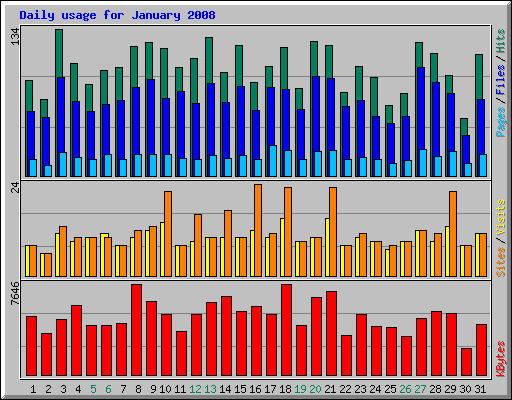 Daily usage for January 2008
134
Pages / Files / Hits
24
Sites / Visits
7646
KBytes
1 2 3 4 5 6 7 8 9 10 11 12 13 14 15 16 17 18 19 20 21 22 23 24 25 26 27 28 29 30 31